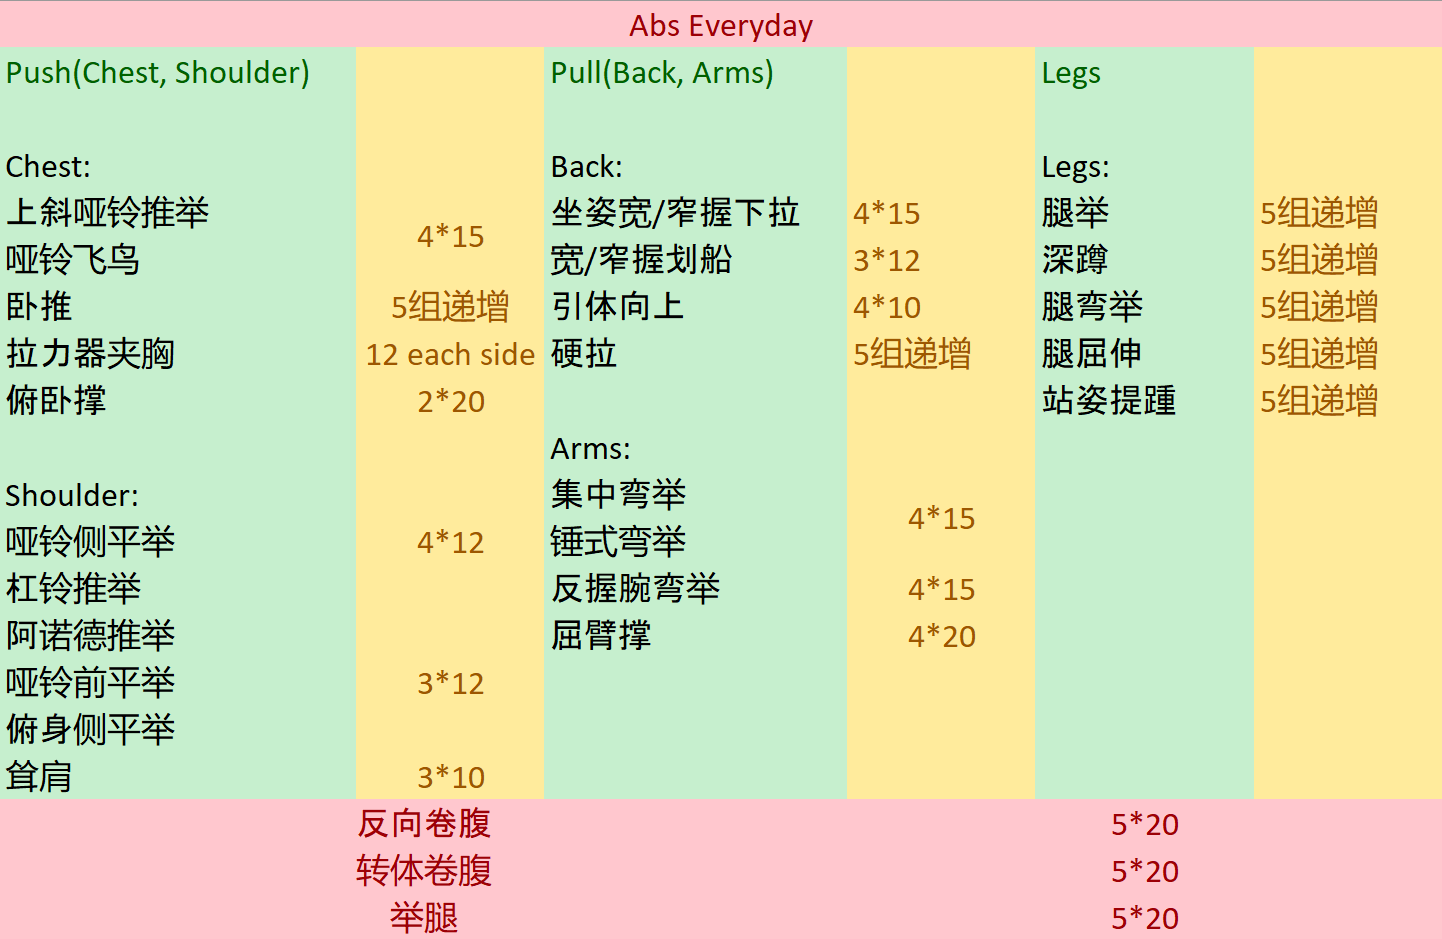 Abs Everyday
Push(Chest, Shoulder) Pull(Back, Arms) Legs
Chest: Back: Legs:
上斜哑铃推举 坐姿宽/窄握下拉 4*15 腿举 5组递增
4*15
哑铃飞鸟 宽/窄握划船 3*12 深蹲 5组递增
卧推 5组递增 引体向上 4*10 腿弯举 5组递增
拉力器夹胸 12 each side 硬拉 5组递增 腿屈伸 5组递增
俯卧撑 2*20 站姿提踵 5组递增
Arms:
Shoulder: 集中弯举
4*15
哑铃侧平举 4*12 锤式弯举
杠铃推举 反握腕弯举 4*15
阿诺德推举 屈臂撑 4*20
哑铃前平举 3*12
俯身侧平举
耸肩 3*10
反向卷腹 5*20
转体卷腹 5*20
举腿 5*20